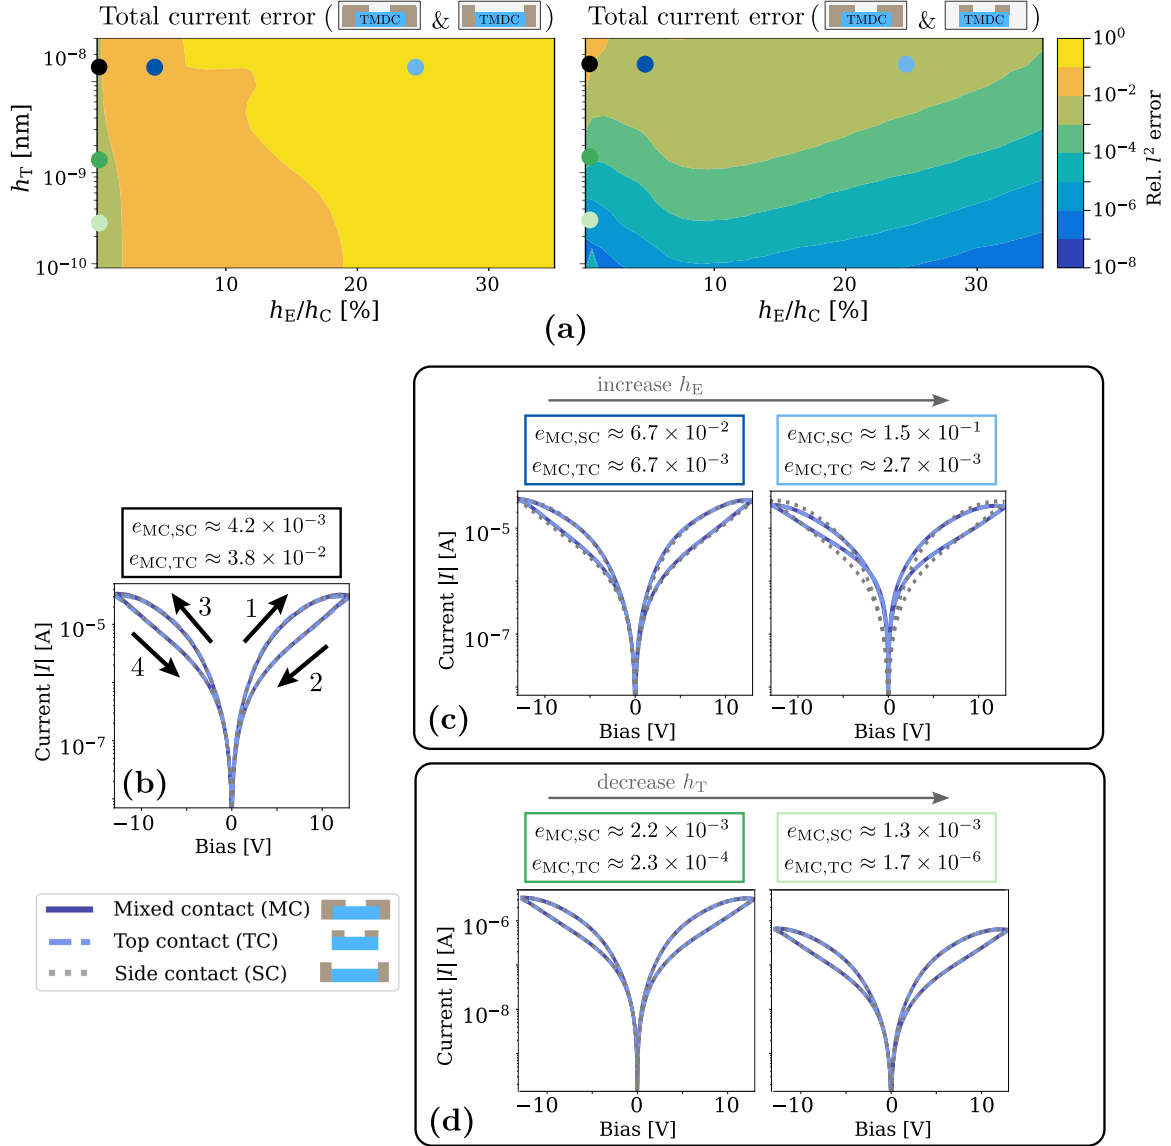 Total current error ( TMDC & TMDC )
Total current error ( TMDC & TMDC )
h_T [nm]
10⁻⁸
10⁻⁹
10⁻¹⁰
10 20 30
h_E/h_C [%]
10 20 30
h_E/h_C [%]
10⁰
10⁻²
10⁻⁴
10⁻⁶
10⁻⁸
Rel. l² error
(a)
e_MC,SC ≈ 4.2 × 10⁻³
e_MC,TC ≈ 3.8 × 10⁻²
Current |I| [A]
10⁻⁵
10⁻⁷
3 1
4 2
(b)
−10 0 10
Bias [V]
Mixed contact (MC)
Top contact (TC)
Side contact (SC)
increase h_E
e_MC,SC ≈ 6.7 × 10⁻²
e_MC,TC ≈ 6.7 × 10⁻³
e_MC,SC ≈ 1.5 × 10⁻¹
e_MC,TC ≈ 2.7 × 10⁻³
Current |I| [A]
10⁻⁵
10⁻⁷
−10 0 10
Bias [V]
−10 0 10
Bias [V]
(c)
decrease h_T
e_MC,SC ≈ 2.2 × 10⁻³
e_MC,TC ≈ 2.3 × 10⁻⁴
e_MC,SC ≈ 1.3 × 10⁻³
e_MC,TC ≈ 1.7 × 10⁻⁶
Current |I| [A]
10⁻⁶
10⁻⁸
−10 0 10
Bias [V]
−10 0 10
Bias [V]
(d)